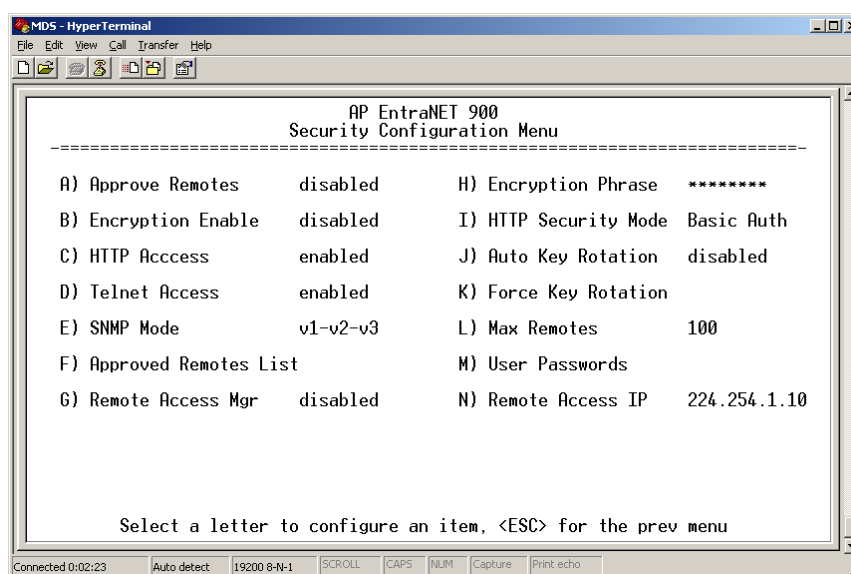 MDS - HyperTerminal
File Edit View Call Transfer Help
AP EntraNET 900
Security Configuration Menu
-==========================================================================-
A) Approve Remotes disabled H) Encryption Phrase ********
B) Encryption Enable disabled I) HTTP Security Mode Basic Auth
C) HTTP Acccess enabled J) Auto Key Rotation disabled
D) Telnet Access enabled K) Force Key Rotation
E) SNMP Mode v1-v2-v3 L) Max Remotes 100
F) Approved Remotes List M) User Passwords
G) Remote Access Mgr disabled N) Remote Access IP 224.254.1.10
Select a letter to configure an item, <ESC> for the prev menu
Connected 0:02:23 Auto detect 19200 8-N-1 SCROLL CAPS NUM Capture Print echo